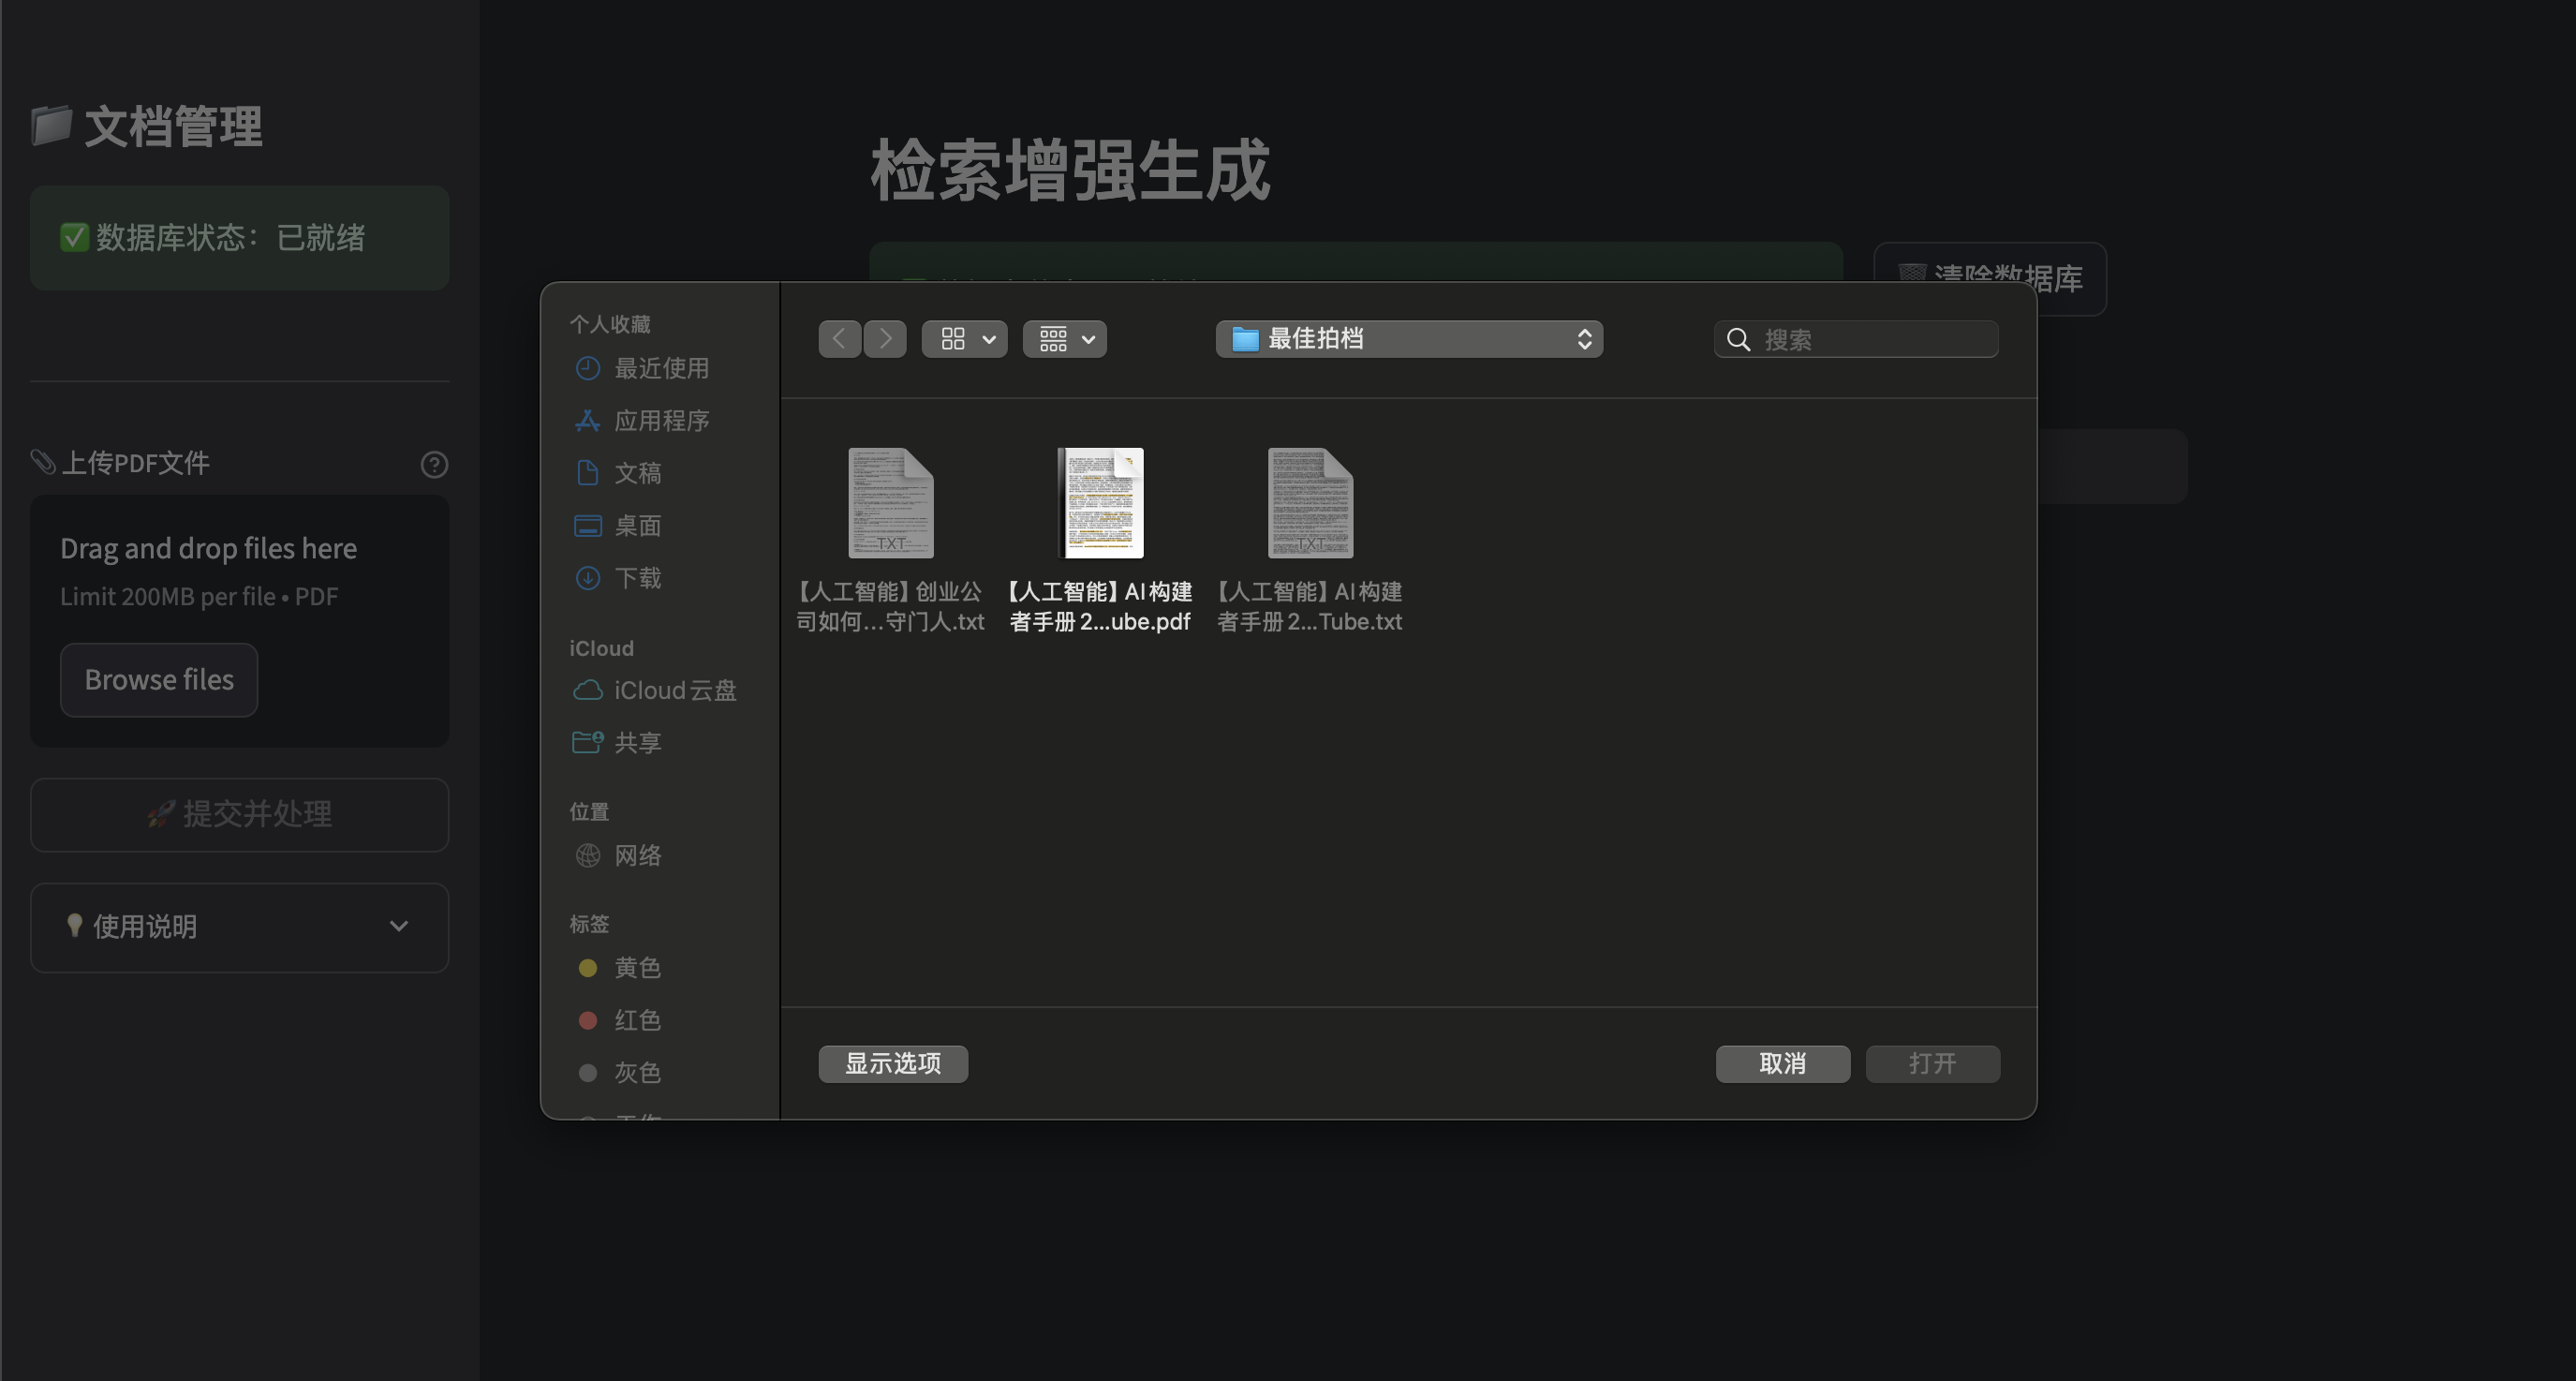 文档管理
数据库状态：已就绪
上传PDF文件
Drag and drop files here
Limit 200MB per file • PDF
Browse files
提交并处理
使用说明
检索增强生成
清除数据库
个人收藏
最近使用
应用程序
文稿
桌面
下载
iCloud
iCloud云盘
共享
位置
网络
标签
黄色
红色
灰色
最佳拍档
搜索
【人工智能】创业公
司如何...守门人.txt
【人工智能】AI构建
者手册 2...ube.pdf
【人工智能】AI构建
者手册 2...Tube.txt
TXT
TXT
显示选项
取消
打开